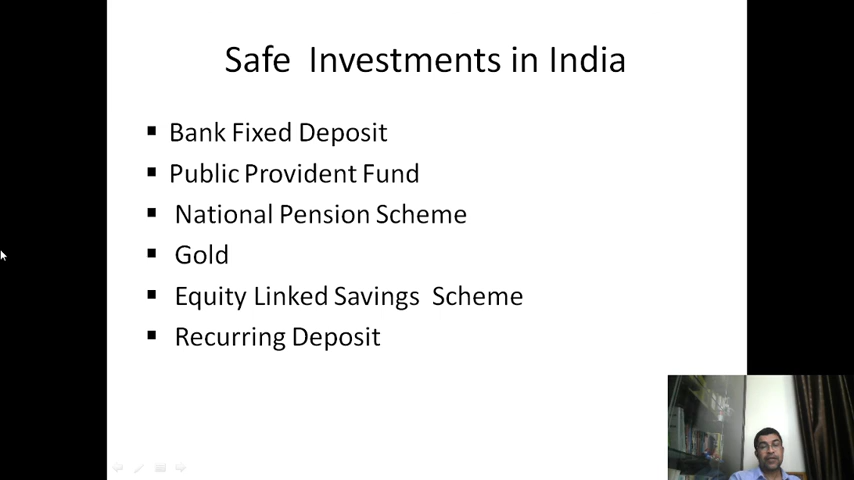 Safe Investments in India
▪ Bank Fixed Deposit
▪ Public Provident Fund
▪ National Pension Scheme
▪ Gold
▪ Equity Linked Savings Scheme
▪ Recurring Deposit